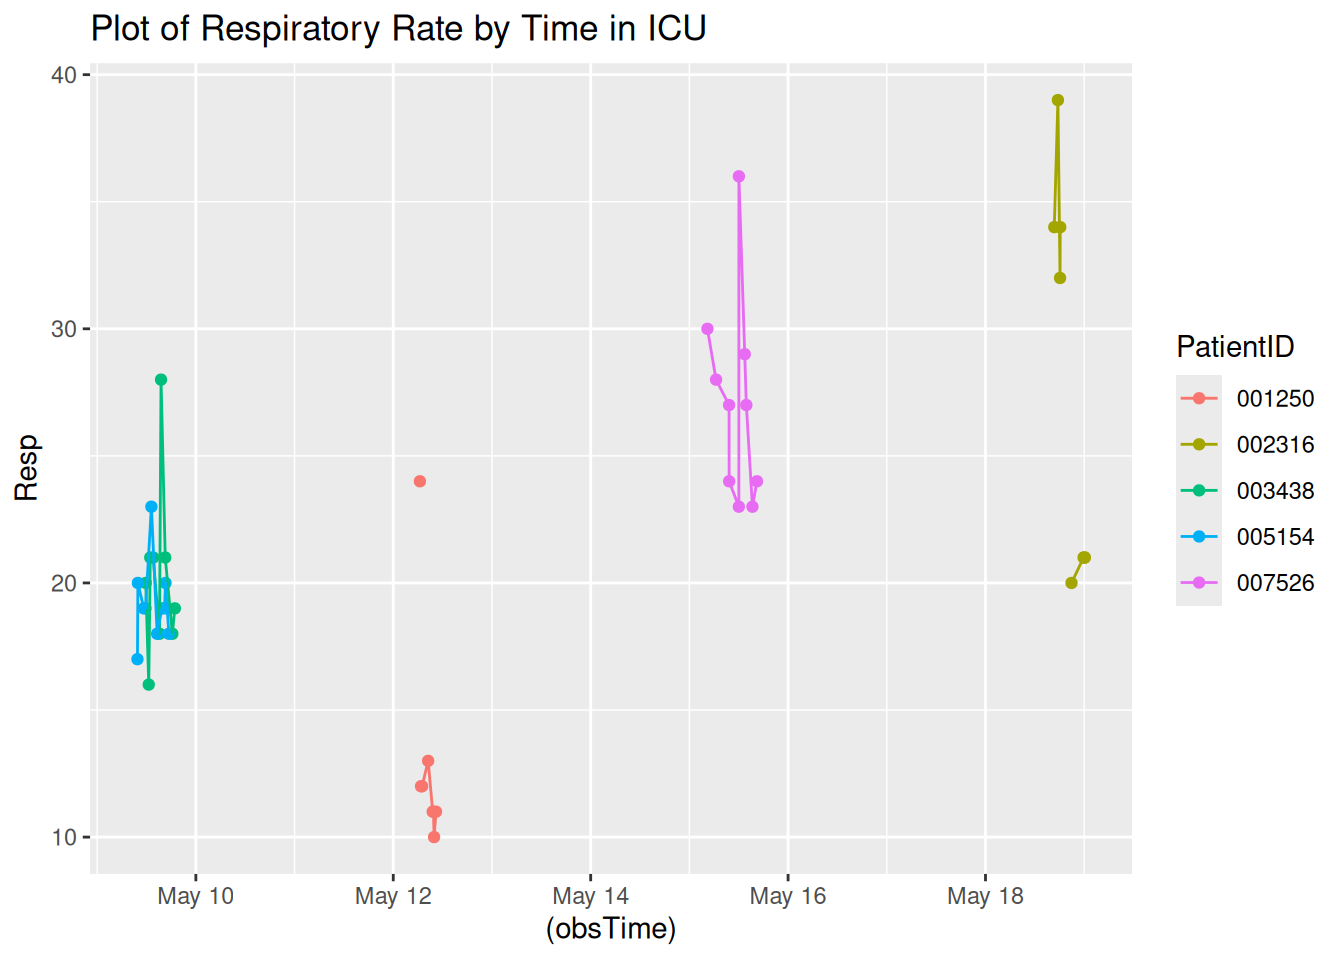 Plot of Respiratory Rate by Time in ICU
40
30
20
10
Resp
May 10
May 12
May 14
May 16
May 18
(obsTime)
PatientID
001250
002316
003438
005154
007526